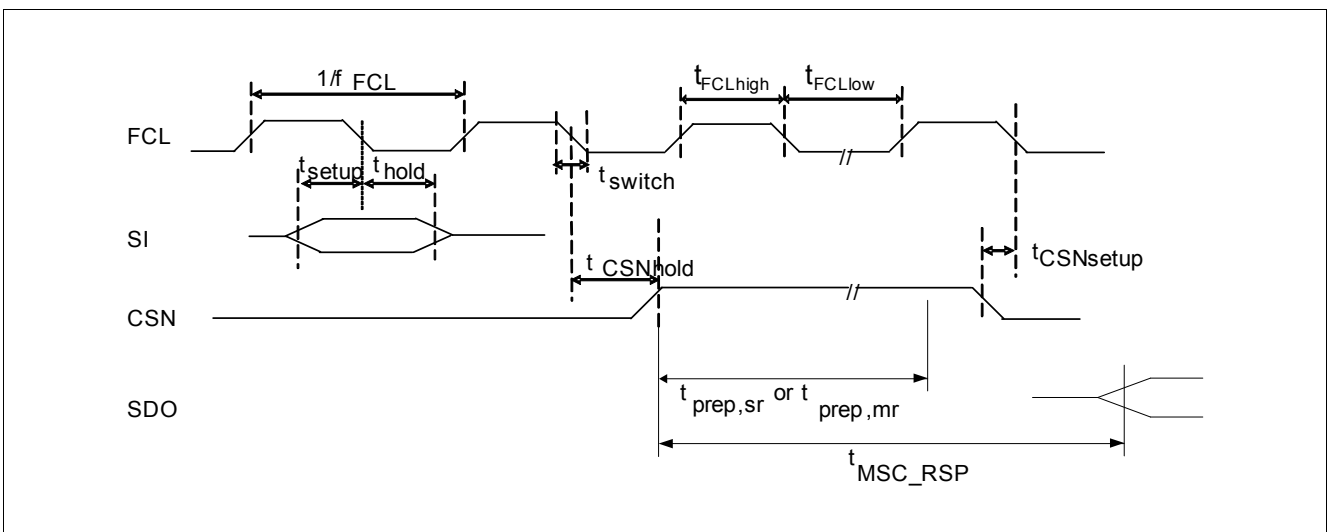 1/f FCL
t FCLhigh
t FCLlow
FCL
//
t setup
t hold
t switch
SI
t CSNhold
t CSNsetup
//
CSN
t prep,sr or t prep,mr
SDO
t MSC_RSP